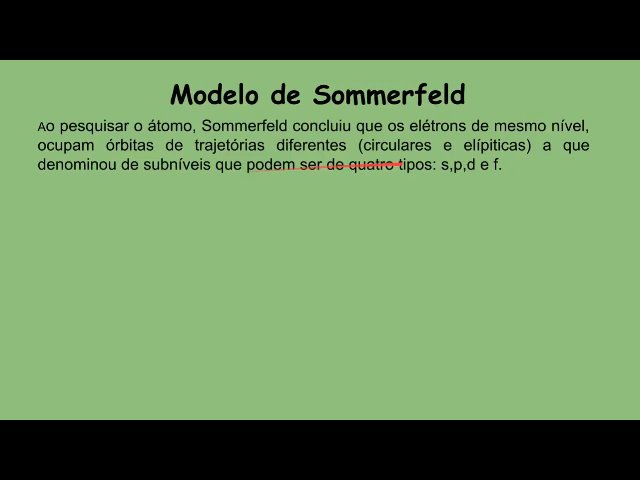 Modelo de Sommerfeld
Ao pesquisar o átomo, Sommerfeld concluiu que os elétrons de mesmo nível,
ocupam órbitas de trajetórias diferentes (circulares e elípiticas) a que
denominou de subníveis que podem ser de quatro tipos: s,p,d e f.